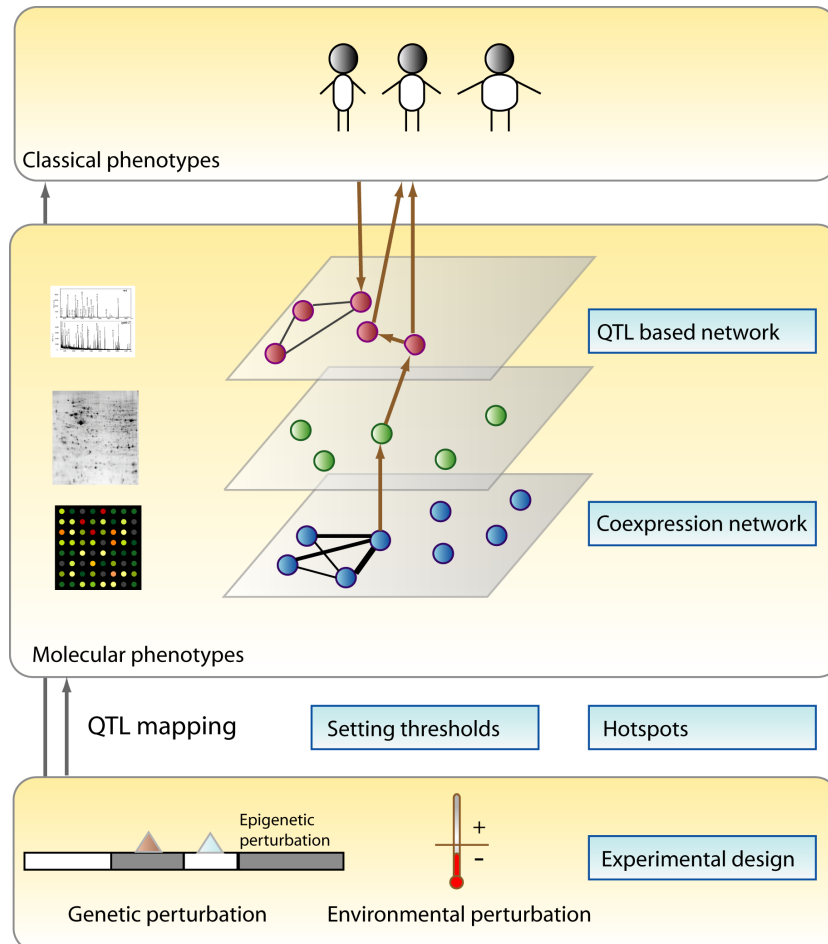 Classical phenotypes
QTL based network
Coexpression network
Molecular phenotypes
QTL mapping
Setting thresholds
Hotspots
Epigenetic
perturbation
+
-
Experimental design
Genetic perturbation
Environmental perturbation